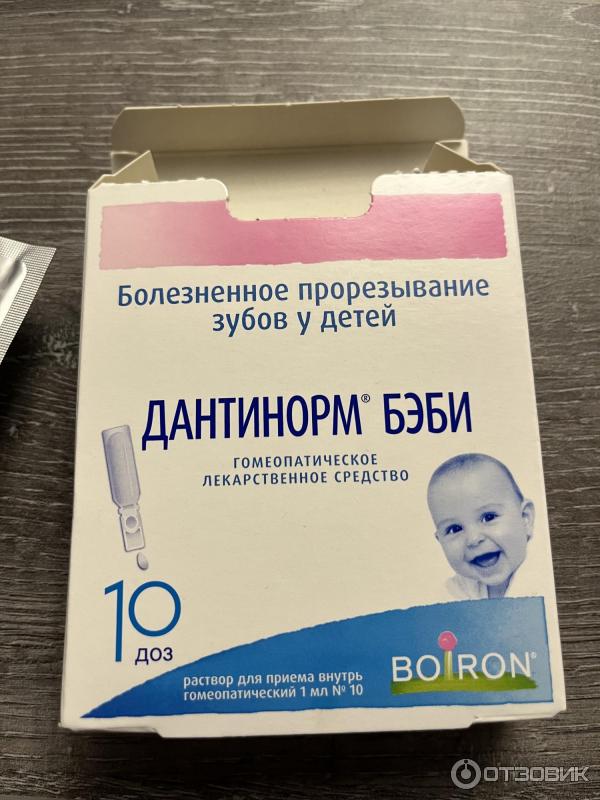 Болезненное прорезывание
зубов у детей
ДАНТИНОРМ® БЭБИ
ГОМЕОПАТИЧЕСКОЕ
ЛЕКАРСТВЕННОЕ СРЕДСТВО
10
ДОЗ
раствор для приема внутрь
гомеопатический 1 мл № 10
BOIRON®
ОТЗОВИК